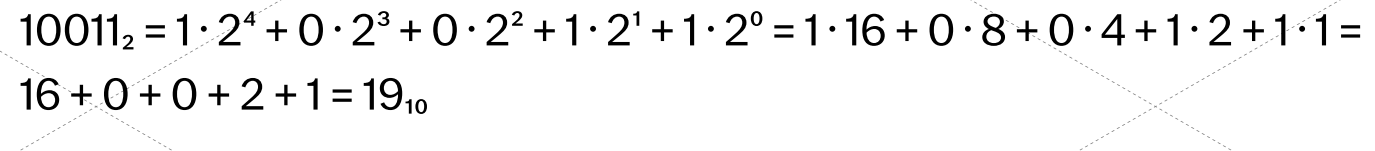 10011₂ = 1 · 2⁴ + 0 · 2³ + 0 · 2² + 1 · 2¹ + 1 · 2⁰ = 1 · 16 + 0 · 8 + 0 · 4 + 1 · 2 + 1 · 1 =
16 + 0 + 0 + 2 + 1 = 19₁₀